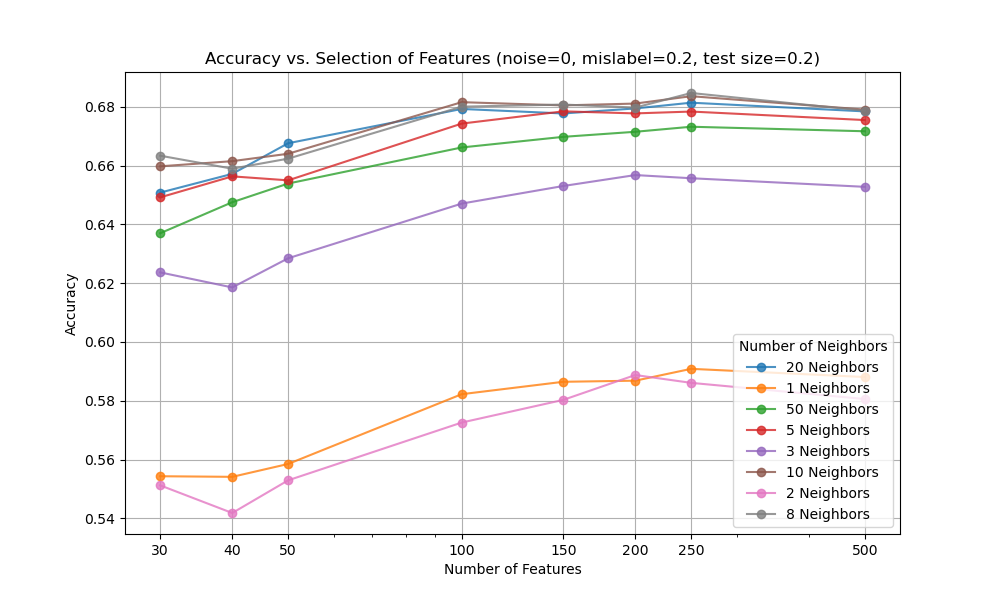 Accuracy vs. Selection of Features (noise=0, mislabel=0.2, test size=0.2)
Accuracy
0.68
0.66
0.64
0.62
0.60
0.58
0.56
0.54
Number of Neighbors
20 Neighbors
1 Neighbors
50 Neighbors
5 Neighbors
3 Neighbors
10 Neighbors
2 Neighbors
8 Neighbors
30 40 50 100 150 200 250 500
Number of Features